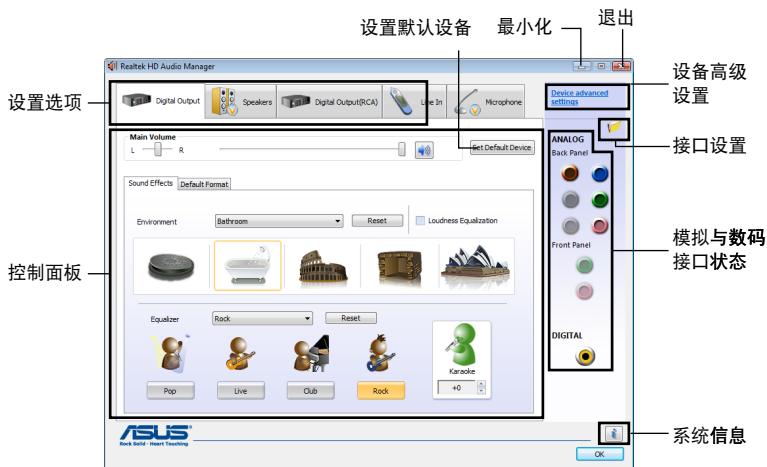 设置默认设备
最小化
退出
Realtek HD Audio Manager
设置选项
Digital Output
Speakers
Digital Output(RCA)
Line In
Microphone
Device advanced
settings
设备高级
设置
Main Volume
L
R
Set Default Device
ANALOG
Back Panel
接口设置
Sound Effects
Default Format
Environment
Bathroom
Reset
Loudness Equalization
控制面板
Front Panel
模拟与数码
接口状态
Equalizer
Rock
Reset
DIGITAL
Karaoke
+0
Pop
Live
Club
Rock
ASUS
Rock Solid · Heart Touching
系统信息
OK